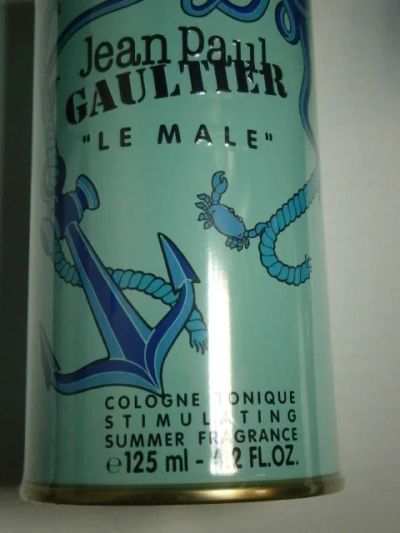 Jean Paul
GAULTIER
"LE MALE"
COLOGNE TONIQUE
STIMULATING
SUMMER FRAGRANCE
℮125 ml - 4.2 FL.OZ.